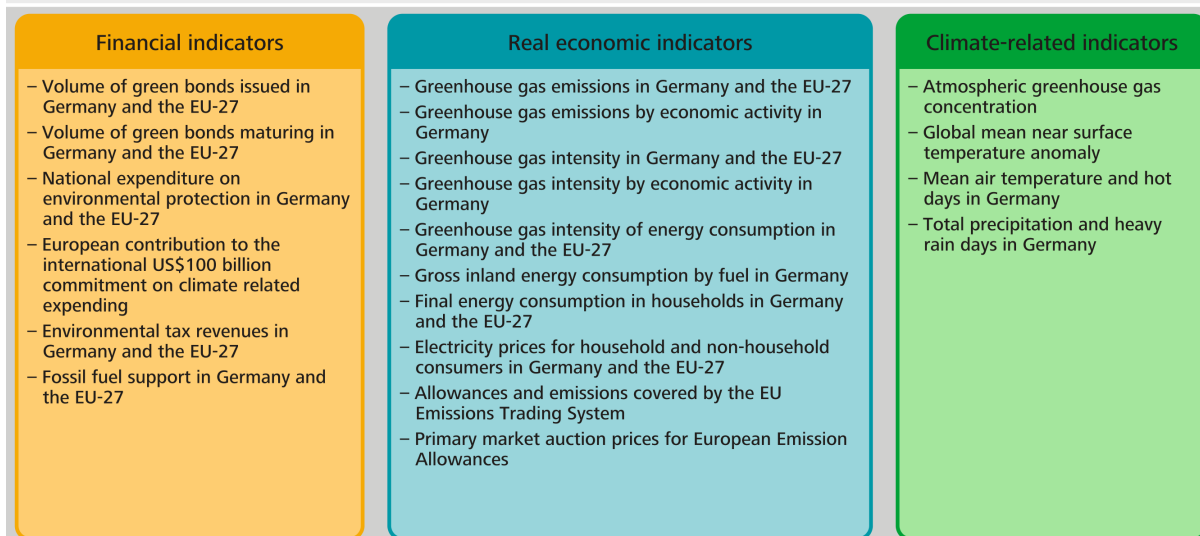 Financial indicators
– Volume of green bonds issued in
Germany and the EU-27
– Volume of green bonds maturing in
Germany and the EU-27
– National expenditure on
environmental protection in Germany
and the EU-27
– European contribution to the
international US$100 billion
commitment on climate related
expending
– Environmental tax revenues in
Germany and the EU-27
– Fossil fuel support in Germany and
the EU-27
Real economic indicators
– Greenhouse gas emissions in Germany and the EU-27
– Greenhouse gas emissions by economic activity in
Germany
– Greenhouse gas intensity in Germany and the EU-27
– Greenhouse gas intensity by economic activity in
Germany
– Greenhouse gas intensity of energy consumption in
Germany and the EU-27
– Gross inland energy consumption by fuel in Germany
– Final energy consumption in households in Germany
and the EU-27
– Electricity prices for household and non-household
consumers in Germany and the EU-27
– Allowances and emissions covered by the EU
Emissions Trading System
– Primary market auction prices for European Emission
Allowances
Climate-related indicators
– Atmospheric greenhouse gas
concentration
– Global mean near surface
temperature anomaly
– Mean air temperature and hot
days in Germany
– Total precipitation and heavy
rain days in Germany